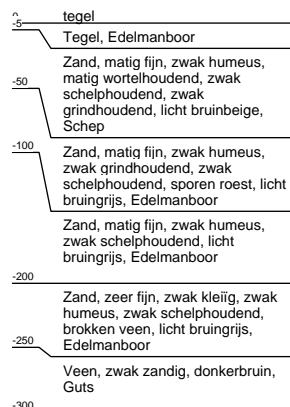 0
tegel
-5
Tegel, Edelmanboor
Zand, matig fijn, zwak humeus,
matig wortelhoudend, zwak
schelphoudend, zwak
grindhoudend, licht bruinbeige,
Schep
-50
-100
Zand, matig fijn, zwak humeus,
zwak grindhoudend, zwak
schelphoudend, sporen roest, licht
bruingrijs, Edelmanboor
Zand, matig fijn, zwak humeus,
zwak schelphoudend, licht
bruingrijs, Edelmanboor
-200
Zand, zeer fijn, zwak kleiïg, zwak
humeus, zwak schelphoudend,
brokken veen, licht bruingrijs,
Edelmanboor
-250
Veen, zwak zandig, donkerbruin,
Guts
-300